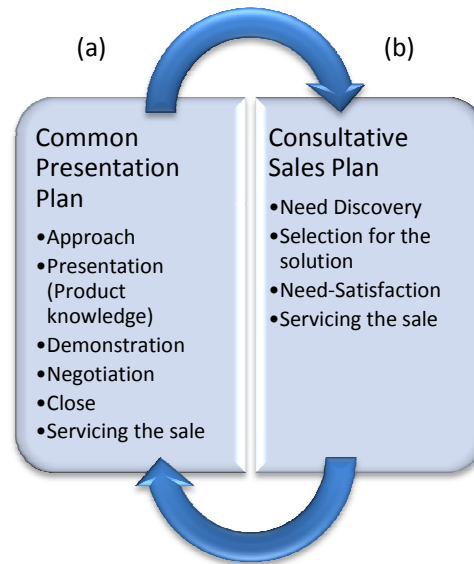 (a)
(b)
Common
Presentation
Plan
•Approach
•Presentation
(Product
knowledge)
•Demonstration
•Negotiation
•Close
•Servicing the sale
Consultative
Sales Plan
•Need Discovery
•Selection for the
solution
•Need-Satisfaction
•Servicing the sale